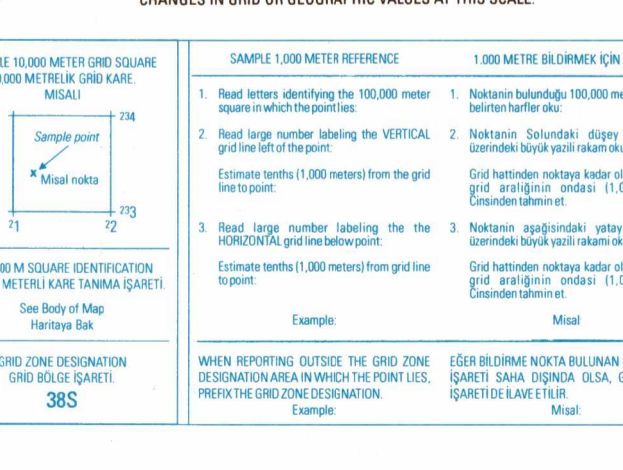 CHANGES IN GRID OR GEOGRAPHIC VALUES AT THIS SCALE.
LE 10,000 METER GRID SQUARE
0,000 METRELİK GRİD KARE.
MISALI
234
Sample point
x
Misal nokta
233
21
22
00 M SQUARE IDENTIFICATION
METERLİ KARE TANIMA İŞARETİ.
See Body of Map
Haritaya Bak
GRID ZONE DESIGNATION
GRİD BÖLGE İŞARETİ.
38S
SAMPLE 1,000 METER REFERENCE
1. Read letters identifying the 100,000 meter
square in which the point lies:
2. Read large number labeling the VERTICAL
grid line left of the point:
Estimate tenths (1,000 meters) from the grid
line to point:
3. Read large number labeling the the
HORIZONTAL grid line below point:
Estimate tenths (1,000 meters) from grid line
to point:
Example:
WHEN REPORTING OUTSIDE THE GRID ZONE
DESIGNATION AREA IN WHICH THE POINT LIES,
PREFIX THE GRID ZONE DESIGNATION.
Example:
1.000 METRE BİLDİRMEK İÇİN
1. Noktanin bulunduğu 100,000 me
belirten harfler oku:
2. Noktanin Solundaki düşey
üzerindeki büyük yazili rakam oku
Grid hattinden noktaya kadar ol
grid araliğinin ondasi (1,0
Cinsinden tahmin et.
3. Noktanin aşağisindaki yatay
üzerindeki büyük yazili rakami ok
Grid hattinden noktaya kadar ol
grid araliğinin ondasi (1,0
Cinsinden tahmin et.
Misal
EĞER BİLDİRME NOKTA BULUNAN
İŞARETİ SAHA DIŞINDA OLSA, G
İŞARETİ DE İLAVE ETİLİR.
Misal: